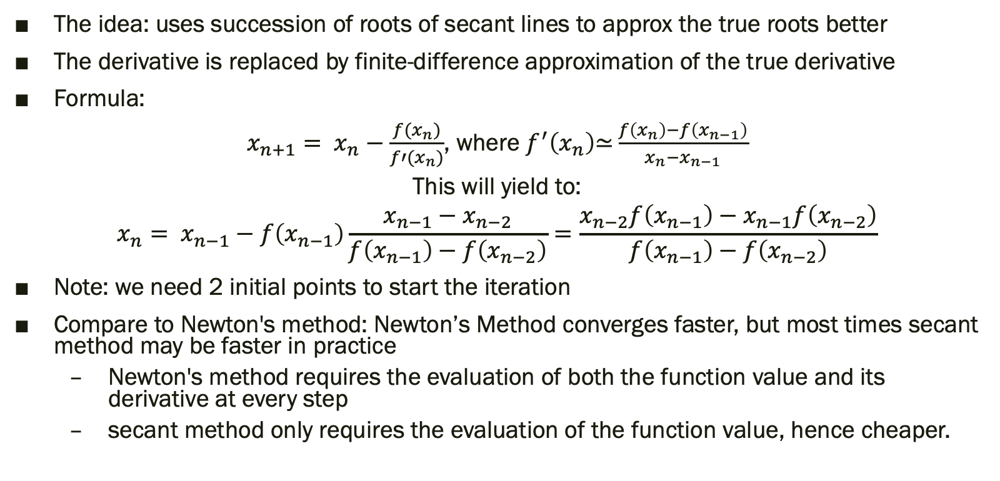 ■ The idea: uses succession of roots of secant lines to approx the true roots better
■ The derivative is replaced by finite-difference approximation of the true derivative
■ Formula:
$x_{n+1} = x_n - \frac{f(x_n)}{f'(x_n)}$, where $f'(x_n) \simeq \frac{f(x_n)-f(x_{n-1})}{x_n-x_{n-1}}$
This will yield to:
$x_n = x_{n-1} - f(x_{n-1})\frac{x_{n-1}-x_{n-2}}{f(x_{n-1})-f(x_{n-2})} = \frac{x_{n-2}f(x_{n-1})-x_{n-1}f(x_{n-2})}{f(x_{n-1})-f(x_{n-2})}$
■ Note: we need 2 initial points to start the iteration
■ Compare to Newton's method: Newton’s Method converges faster, but most times secant
method may be faster in practice
– Newton's method requires the evaluation of both the function value and its
derivative at every step
– secant method only requires the evaluation of the function value, hence cheaper.